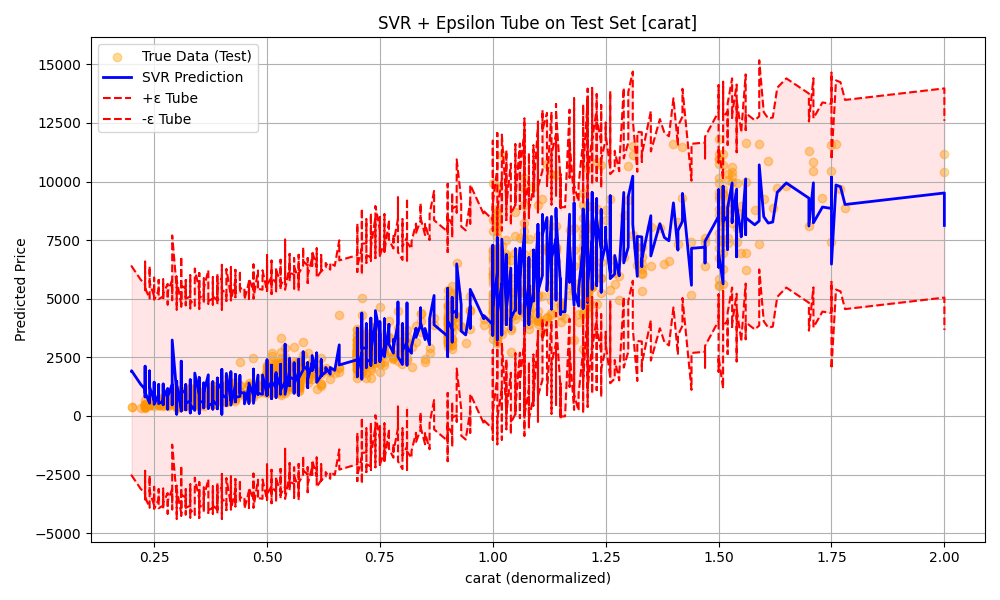 SVR + Epsilon Tube on Test Set [carat]
True Data (Test)
SVR Prediction
+ε Tube
-ε Tube
Predicted Price
15000
12500
10000
7500
5000
2500
0
−2500
−5000
0.25
0.50
0.75
1.00
1.25
1.50
1.75
2.00
carat (denormalized)